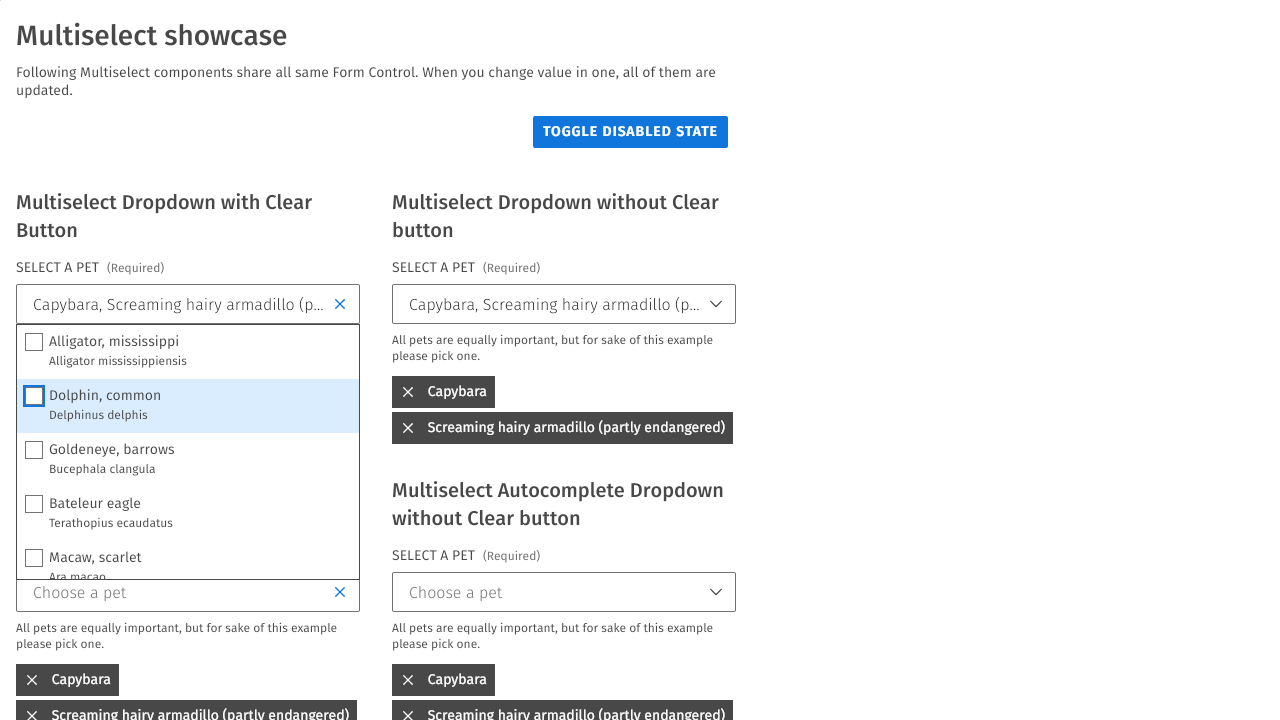 Multiselect showcase
Following Multiselect components share all same Form Control. When you change value in one, all of them are
updated.
TOGGLE DISABLED STATE
Multiselect Dropdown with Clear
Button
SELECT A PET (Required)
Capybara, Screaming hairy armadillo (p...
Alligator, mississippi
Alligator mississippiensis
Dolphin, common
Delphinus delphis
Goldeneye, barrows
Bucephala clangula
Bateleur eagle
Terathopius ecaudatus
Macaw, scarlet
Ara macao
Choose a pet
All pets are equally important, but for sake of this example
please pick one.
Capybara
Screaming hairy armadillo (partly endangered)
Multiselect Dropdown without Clear
button
SELECT A PET (Required)
Capybara, Screaming hairy armadillo (p...
All pets are equally important, but for sake of this example
please pick one.
Capybara
Screaming hairy armadillo (partly endangered)
Multiselect Autocomplete Dropdown
without Clear button
SELECT A PET (Required)
Choose a pet
All pets are equally important, but for sake of this example
please pick one.
Capybara
Screaming hairy armadillo (partly endangered)